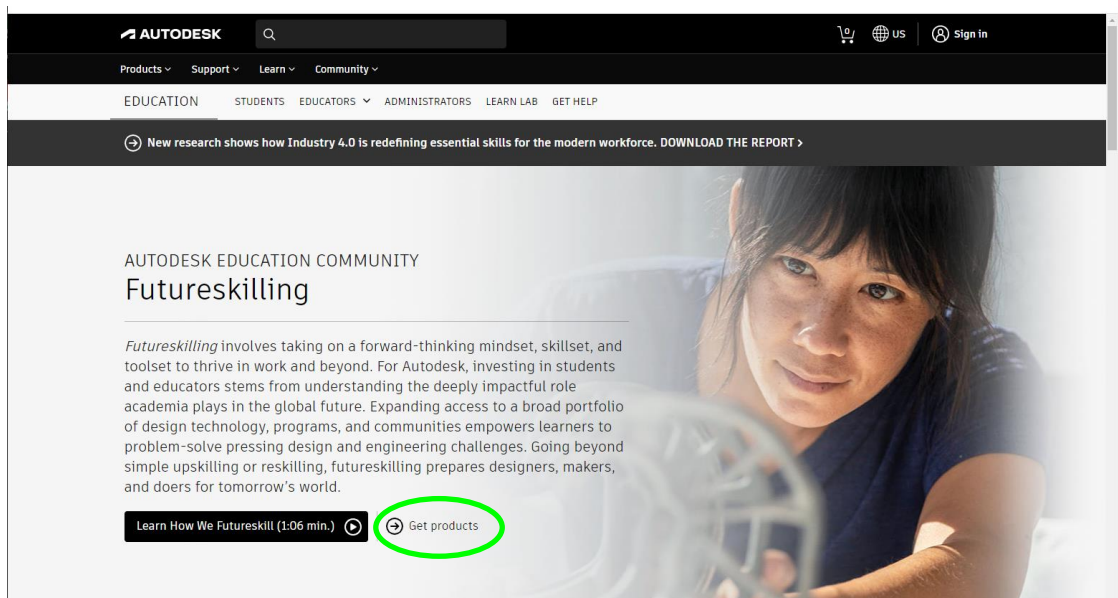 AUTODESK
0
US
Sign in
Products Support Learn Community
EDUCATION STUDENTS EDUCATORS ADMINISTRATORS LEARN LAB GET HELP
New research shows how Industry 4.0 is redefining essential skills for the modern workforce. DOWNLOAD THE REPORT >
AUTODESK EDUCATION COMMUNITY
Futureskilling
Futureskilling involves taking on a forward-thinking mindset, skillset, and
toolset to thrive in work and beyond. For Autodesk, investing in students
and educators stems from understanding the deeply impactful role
academia plays in the global future. Expanding access to a broad portfolio
of design technology, programs, and communities empowers learners to
problem-solve pressing design and engineering challenges. Going beyond
simple upskilling or reskilling, futureskilling prepares designers, makers,
and doers for tomorrow's world.
Learn How We Futureskill (1:06 min.) Get products